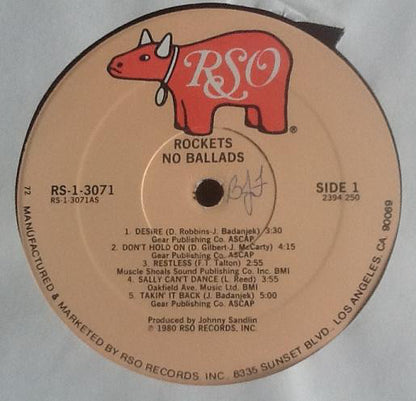 RSO
®
ROCKETS
NO BALLADS
RS-1-3071
RS-1-3071AS
SIDE 1
2394 250
1. DESIRE (D. Robbins-J. Badanjek) 3:30
Gear Publishing Co. ASCAP
2. DON'T HOLD ON (D. Gilbert-J. McCarty) 4:15
Gear Publishing Co. ASCAP
3. RESTLESS (F.T. Talton) 2:55
Muscle Shoals Sound Publishing Co. Inc. BMI
4. SALLY CAN'T DANCE (L. Reed) 3:56
Oakfield Ave. Music Ltd. BMI
5. TAKIN' IT BACK (J. Badanjek) 5:00
Gear Publishing Co. ASCAP
Produced by Johnny Sandlin
℗ 1980 RSO RECORDS, INC.
72
MANUFACTURED & MARKETED BY RSO RECORDS INC. 8335 SUNSET BLVD., LOS ANGELES, CA. 90069